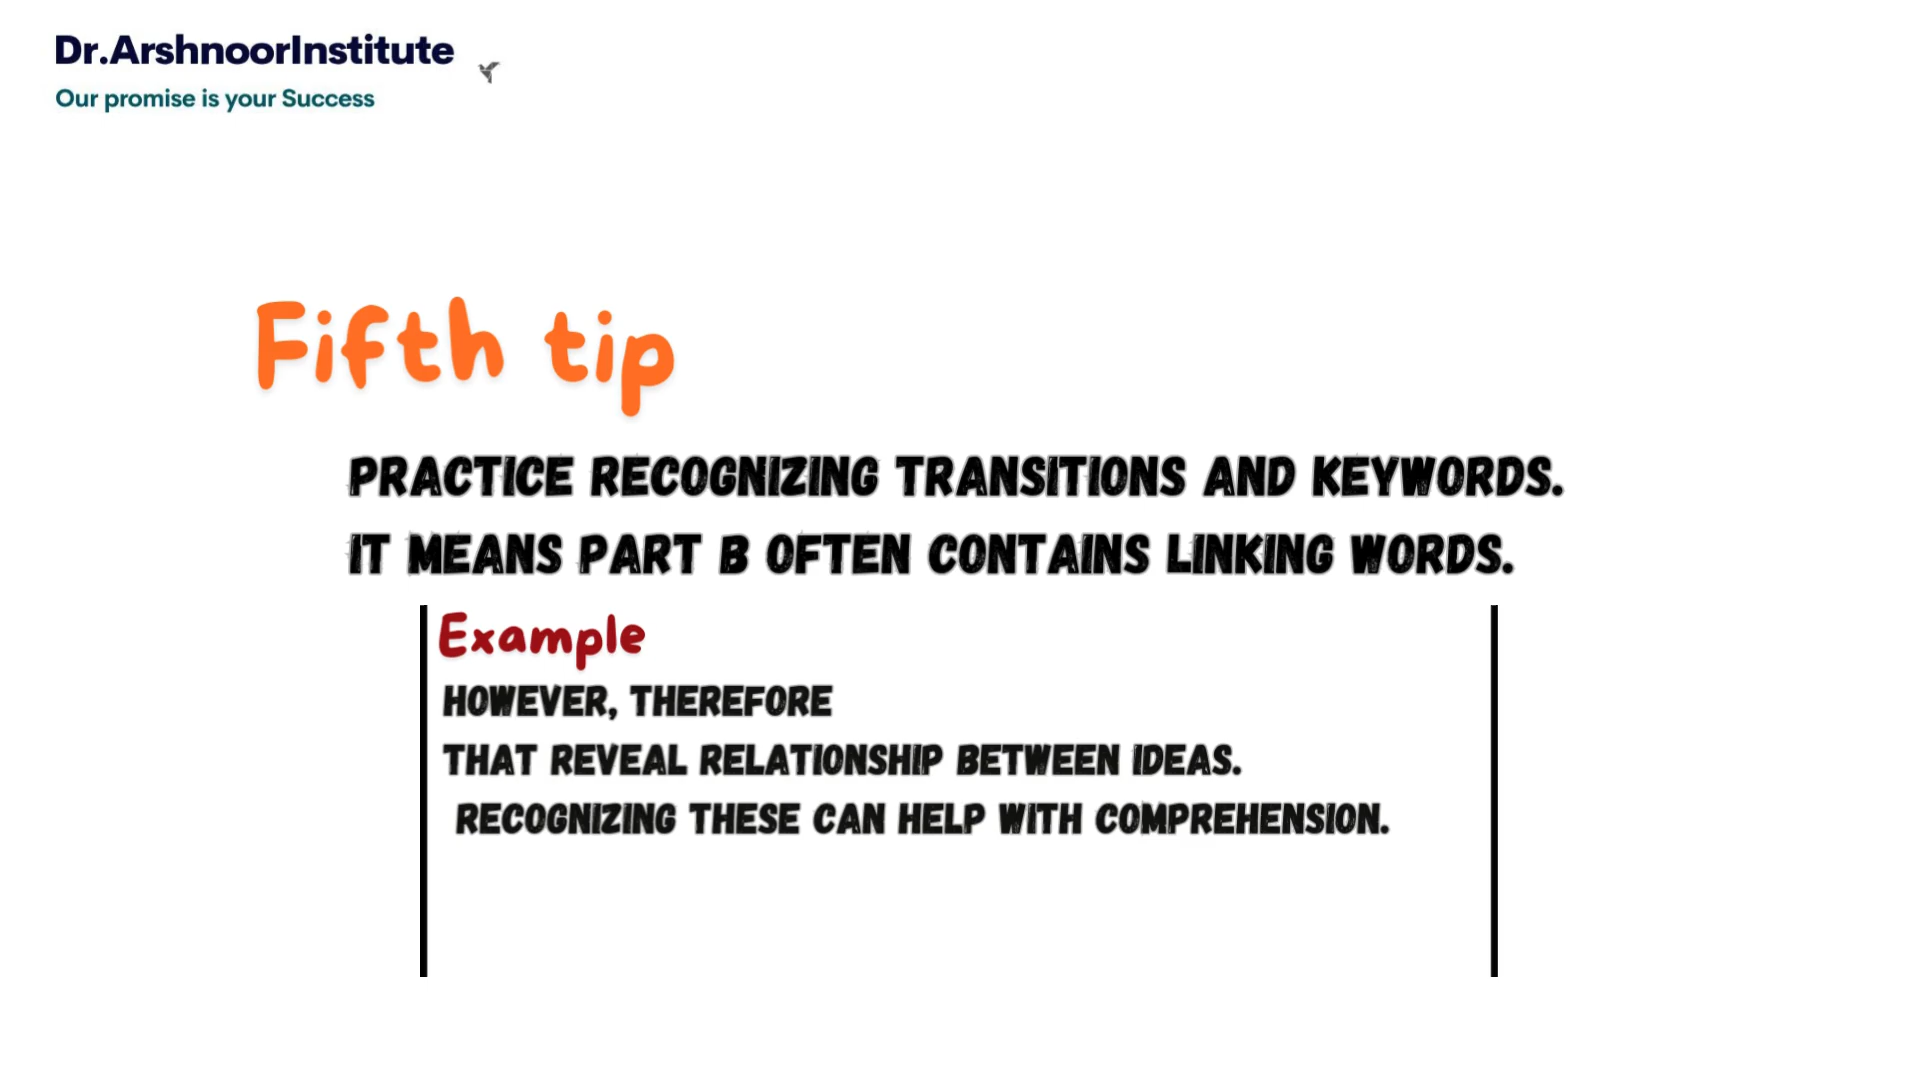 Dr.ArshnoorInstitute
Our promise is your Success
Fifth tip
PRACTICE RECOGNIZING TRANSITIONS AND KEYWORDS.
IT MEANS PART B OFTEN CONTAINS LINKING WORDS.
Example
HOWEVER, THEREFORE
THAT REVEAL RELATIONSHIP BETWEEN IDEAS.
RECOGNIZING THESE CAN HELP WITH COMPREHENSION.